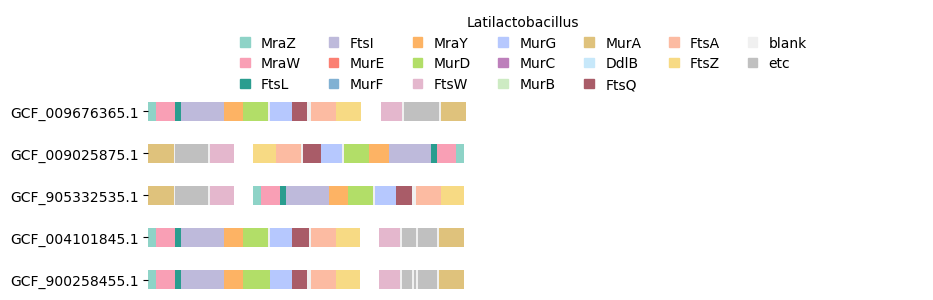 Latilactobacillus
MraZ FtsI MraY MurG MurA FtsA blank
MraW MurE MurD MurC DdlB FtsZ etc
FtsL MurF FtsW MurB FtsQ
GCF_009676365.1
GCF_009025875.1
GCF_905332535.1
GCF_004101845.1
GCF_900258455.1